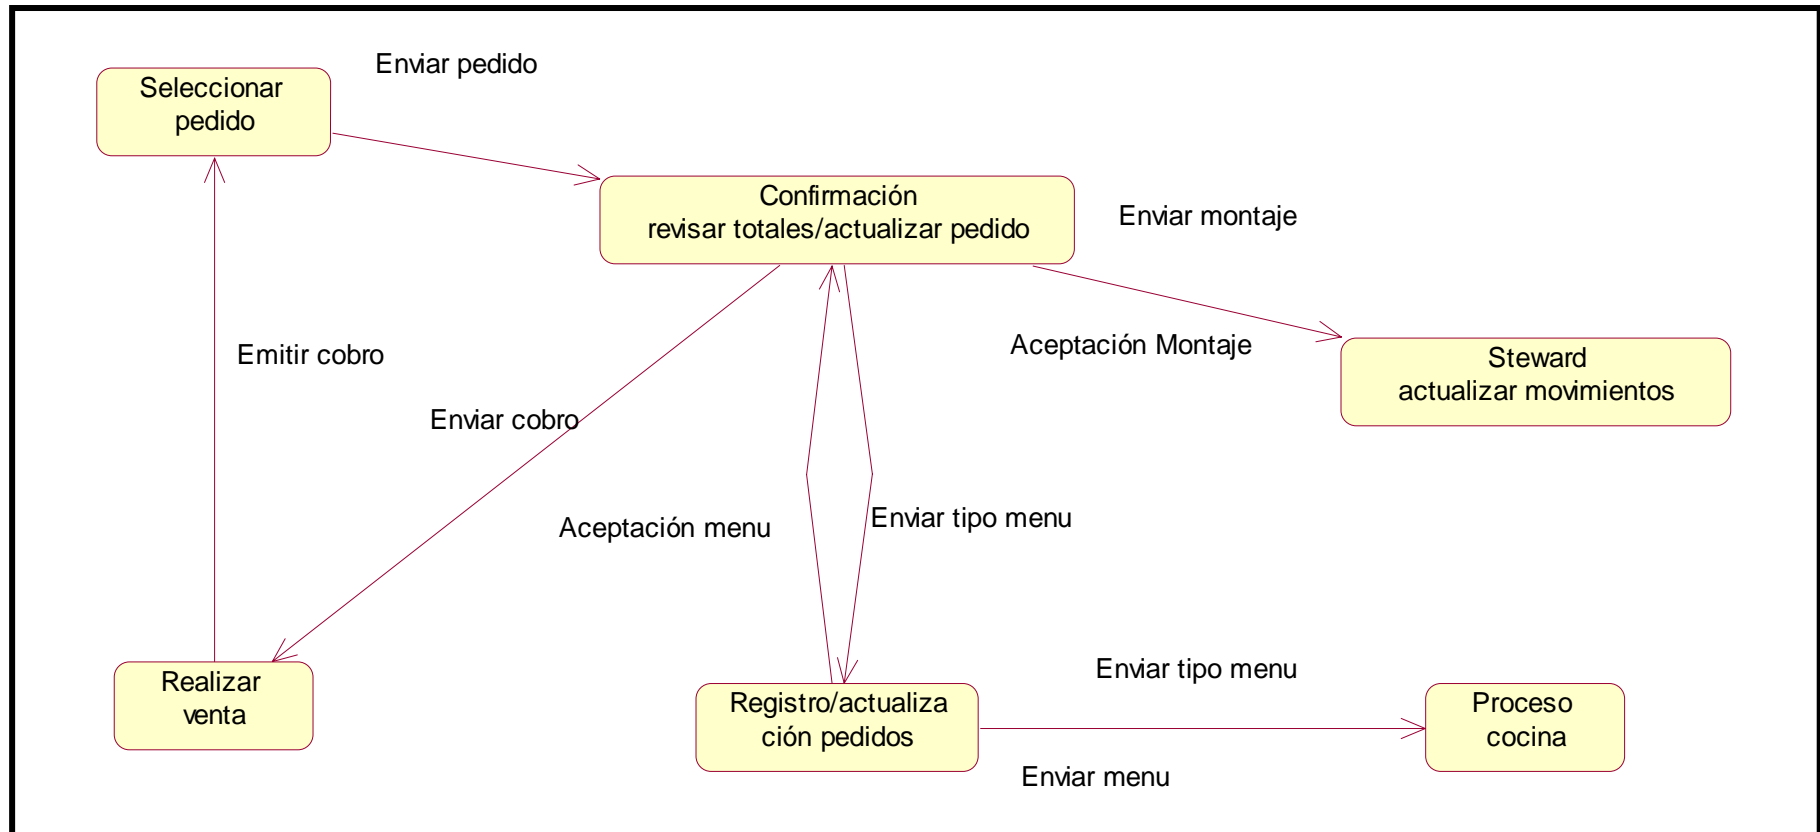 Enviar pedido
Seleccionar
pedido
Confirmación
revisar totales/actualizar pedido
Enviar montaje
Emitir cobro
Aceptación Montaje
Steward
actualizar movimientos
Enviar cobro
Aceptación menu
Enviar tipo menu
Realizar
venta
Registro/actualiza
ción pedidos
Enviar tipo menu
Proceso
cocina
Enviar menu